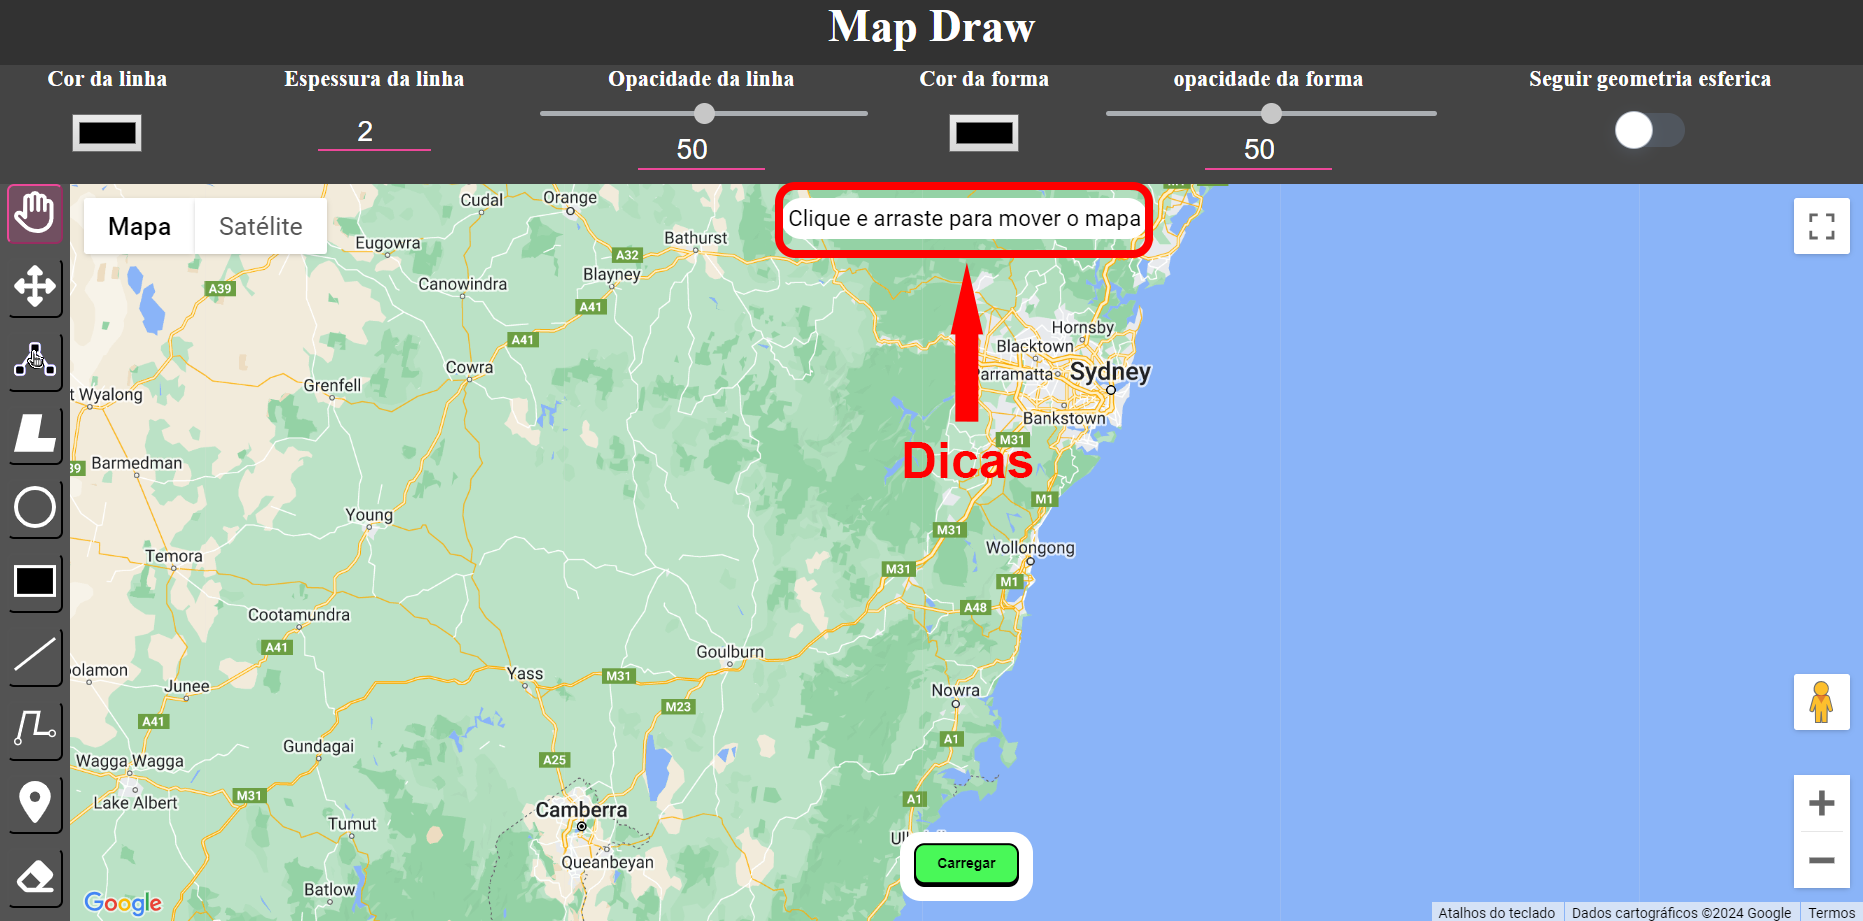 Map Draw
Cor da linha
Espessura da linha
Opacidade da linha
Cor da forma
opacidade da forma
Seguir geometria esferica
2
50
50
Mapa
Satélite
Clique e arraste para mover o mapa
Dicas
Cudal
Orange
Eugowra
Bathurst
A32
Blayney
Canowindra
A39
A41
A41
Hornsby
Blacktown
Parramatta
Sydney
Cowra
Grenfell
t Wyalong
Bankstown
M31
Barmedman
39
M1
Young
M31
Temora
Wollongong
M31
M1
A48
Cootamundra
A41
Goulburn
olamon
Yass
M31
Junee
Nowra
M23
A41
A1
Gundagai
A25
Wagga Wagga
M31
Lake Albert
A1
Camberra
Tumut
Queanbeyan
Batlow
Carregar
Google
Atalhos do teclado
Dados cartográficos ©2024 Google
Termos